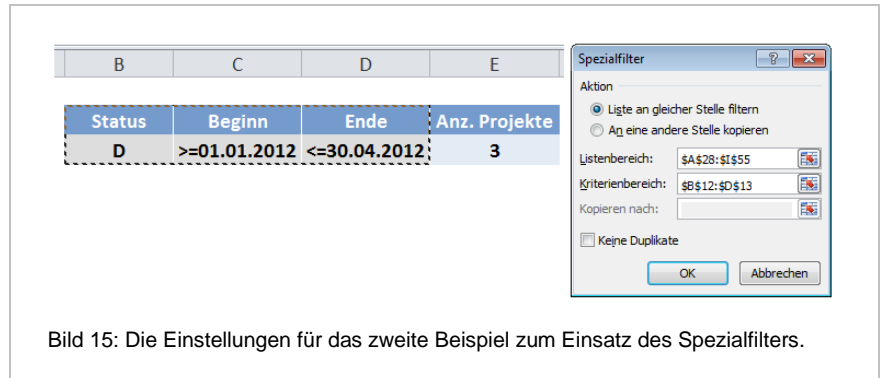 B C D E
Status Beginn Ende Anz. Projekte
D >=01.01.2012 <=30.04.2012 3
Spezialfilter
Aktion
Liste an gleicher Stelle filtern
An eine andere Stelle kopieren
Listenbereich: $A$28:$I$55
Kriterienbereich: $B$12:$D$13
Kopieren nach:
Keine Duplikate
OK Abbrechen
Bild 15: Die Einstellungen für das zweite Beispiel zum Einsatz des Spezialfilters.